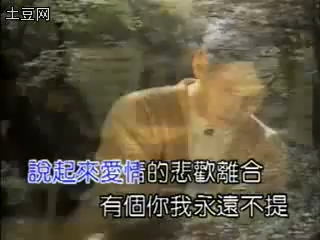 土豆网
說起來愛情的悲歡離合
有個你我永遠不提